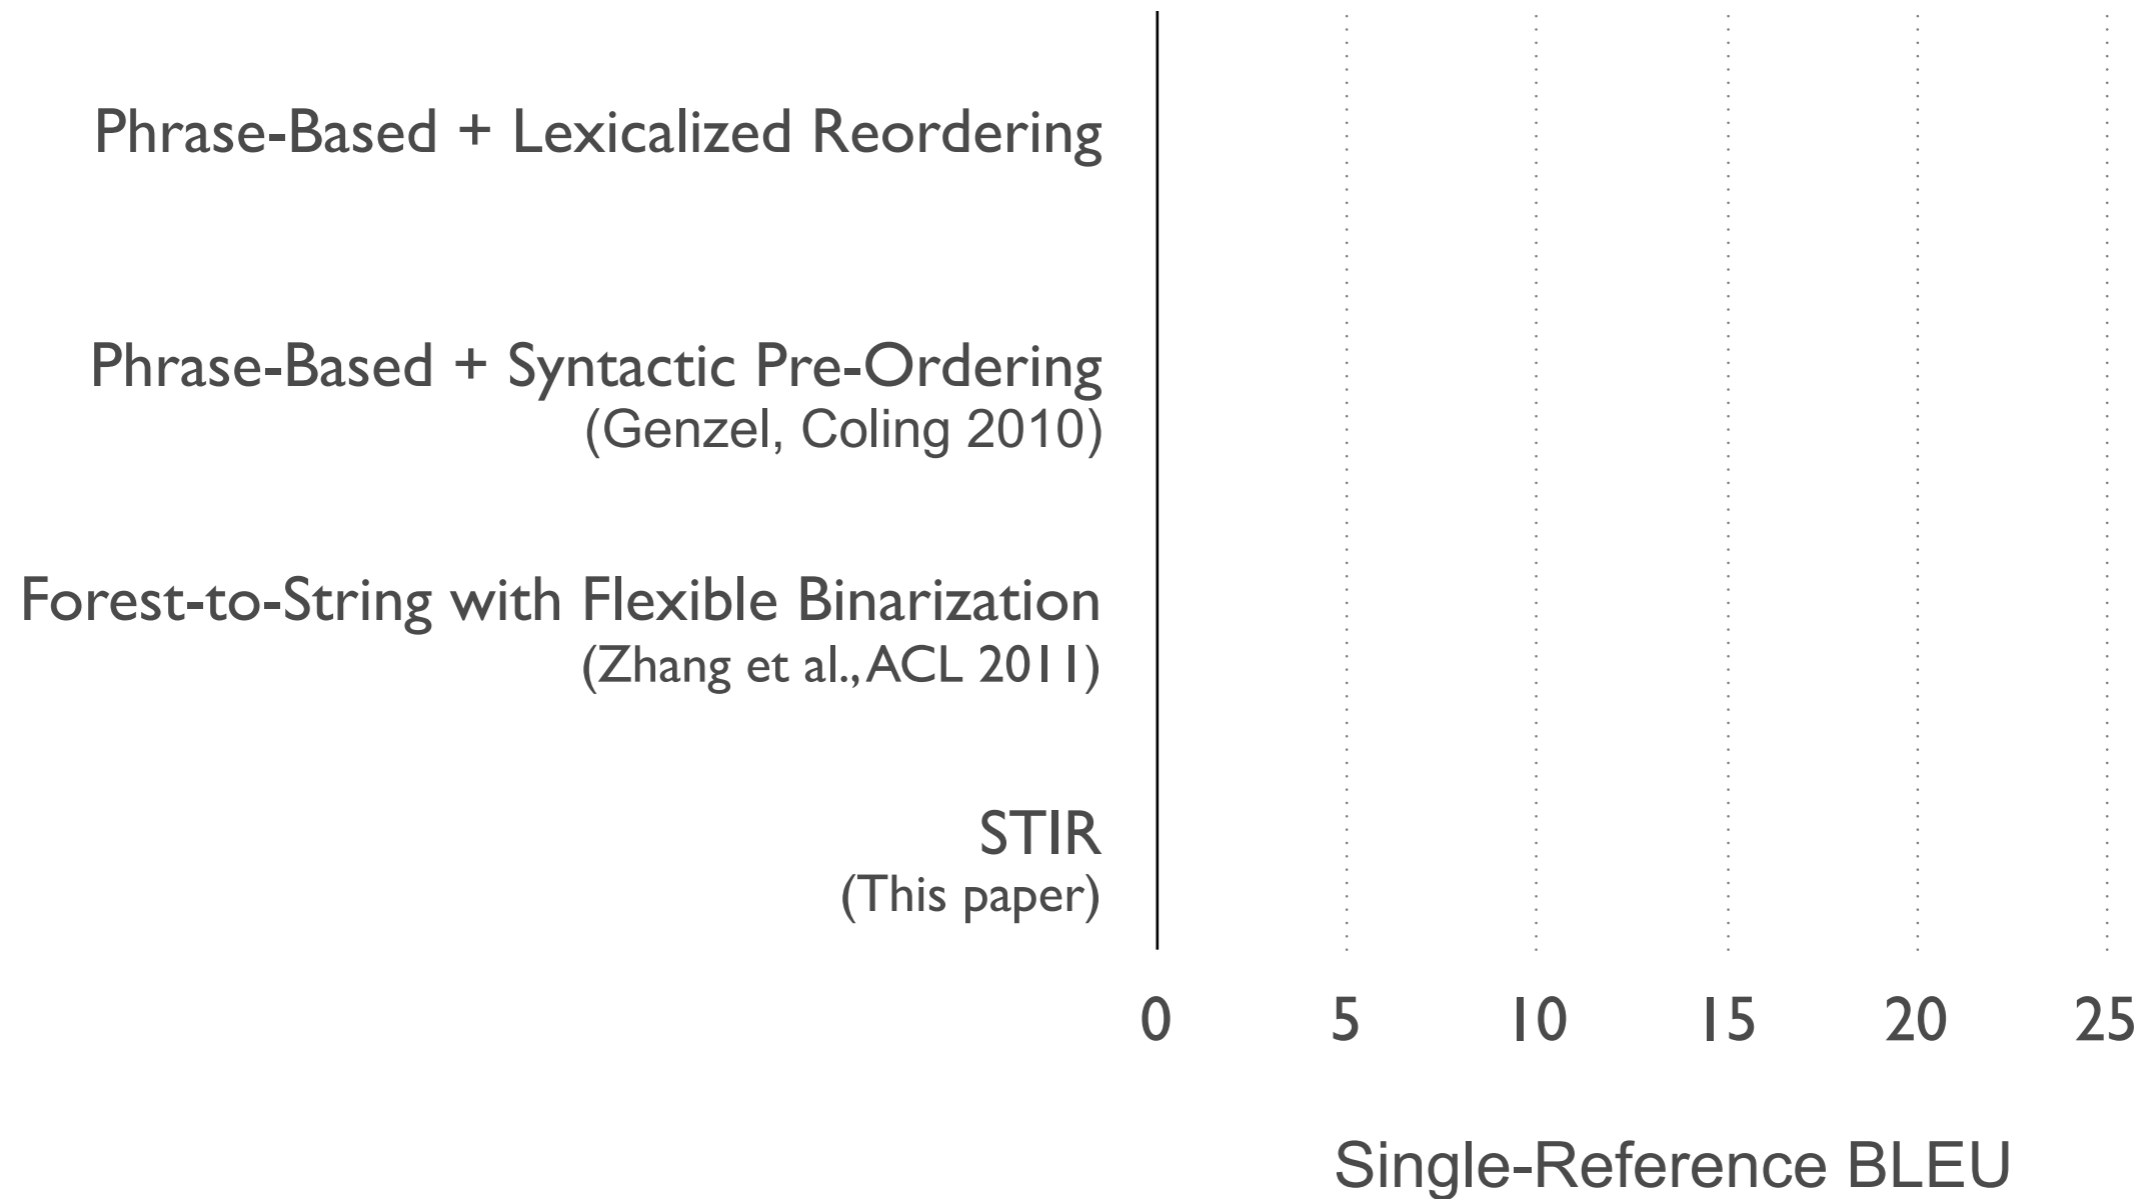 Phrase-Based + Lexicalized Reordering
Phrase-Based + Syntactic Pre-Ordering
(Genzel, Coling 2010)
Forest-to-String with Flexible Binarization
(Zhang et al., ACL 2011)
STIR
(This paper)
0 5 10 15 20 25
Single-Reference BLEU